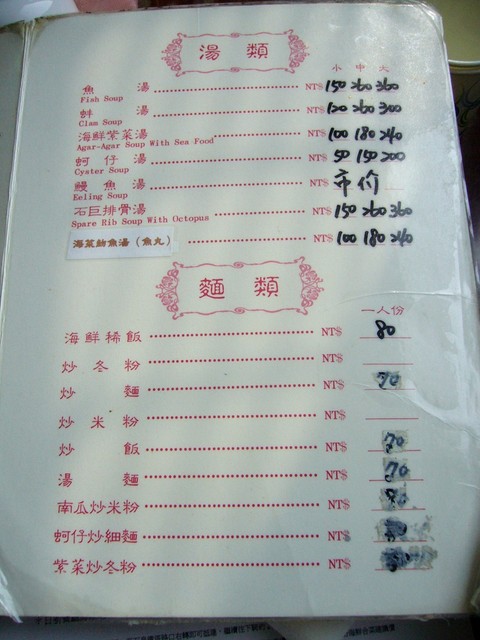 湯 類
小 中 大
魚 湯 NT$ 150 260 360
Fish Soup
蚌 湯 NT$ 120 260 300
Clam Soup
海鮮紫菜湯 NT$ 100 180 240
Agar-Agar Soup With Sea Food
蚵仔湯 NT$ 50 150 200
Cyster Soup
鰻魚湯 NT$ 市价
Eeling Soup
石巨排骨湯 NT$ 150 260 360
Spare Rib Soup With Octopus
海菜鮕魚湯（魚丸） NT$ 100 180 240
麵 類
一人份
海鮮稀飯 NT$ 80
炒冬粉 NT$
炒麵 NT$ 70
炒米粉 NT$
炒飯 NT$ 70
湯麵 NT$ 70
南瓜炒米粉 NT$
蚵仔炒細麵 NT$
紫菜炒冬粉 NT$